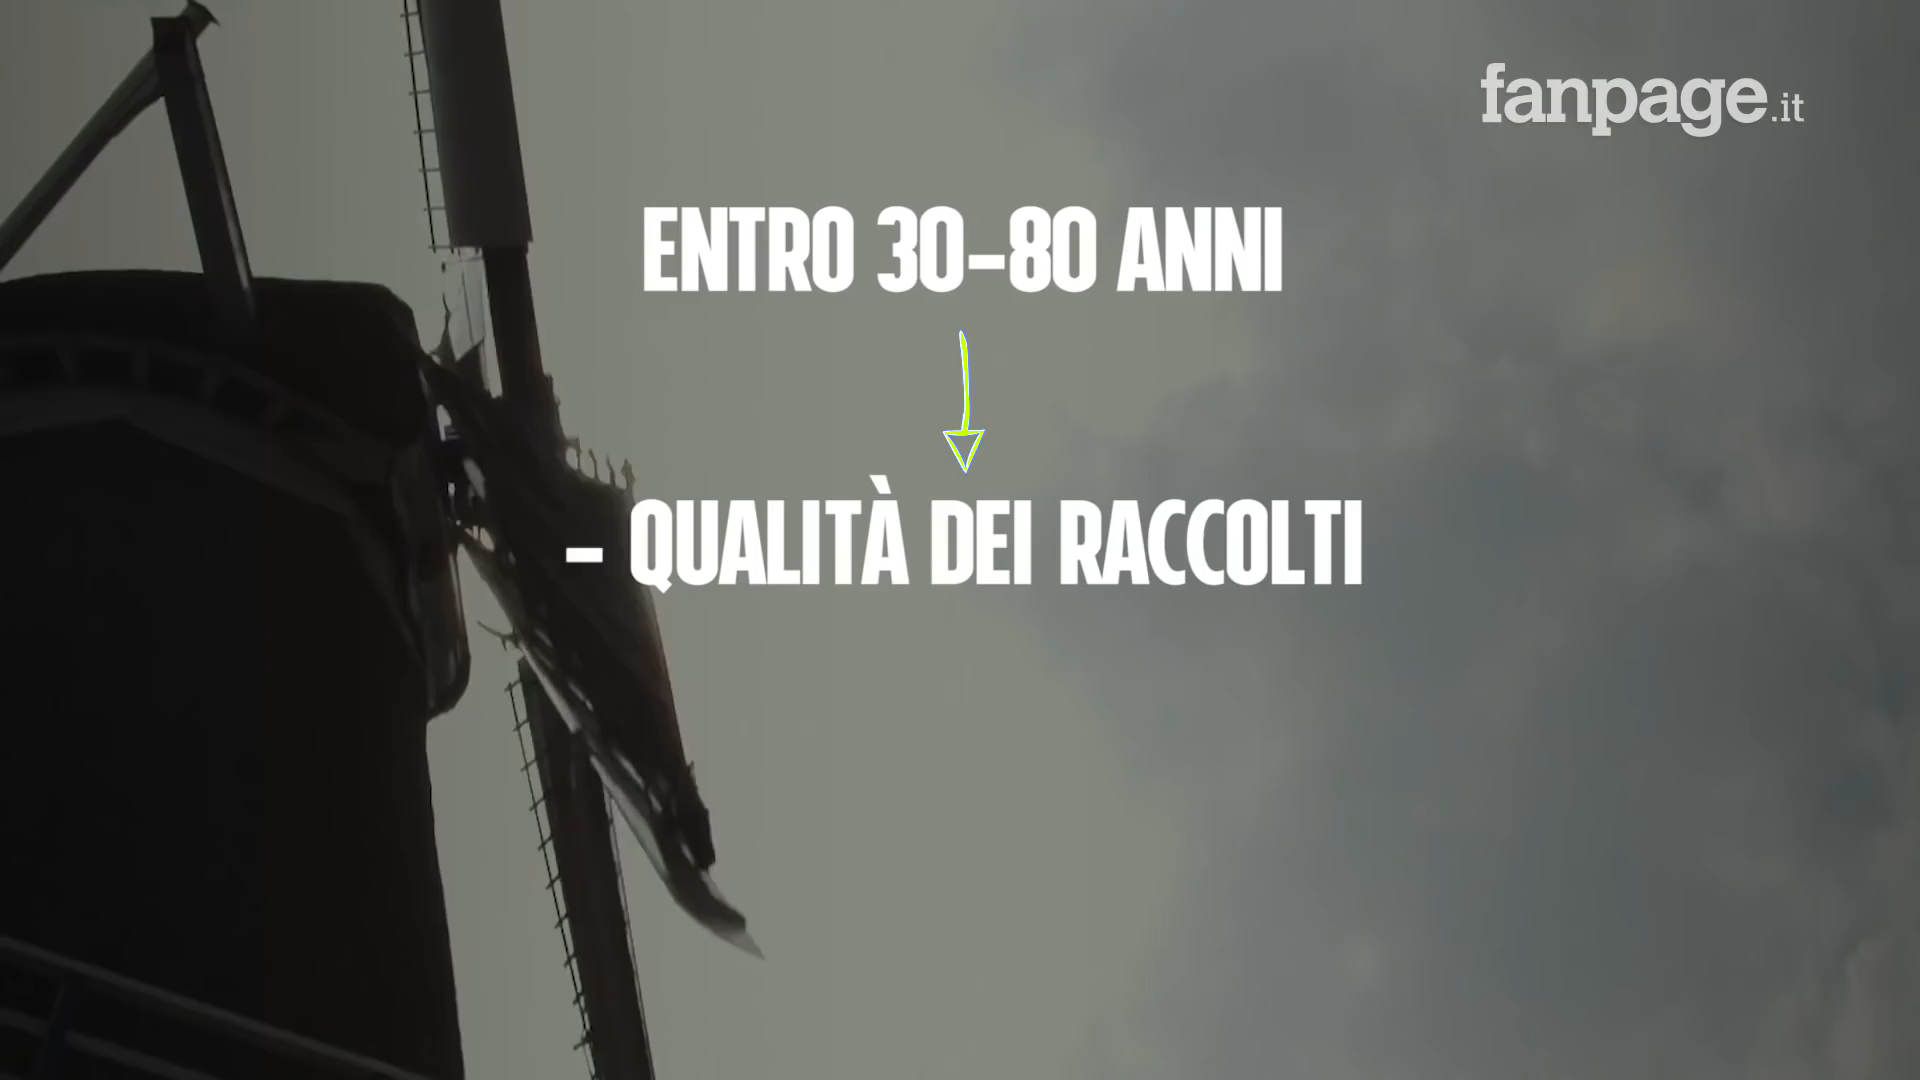 fanpage.it
ENTRO 30-80 ANNI
- QUALITÀ DEI RACCOLTI